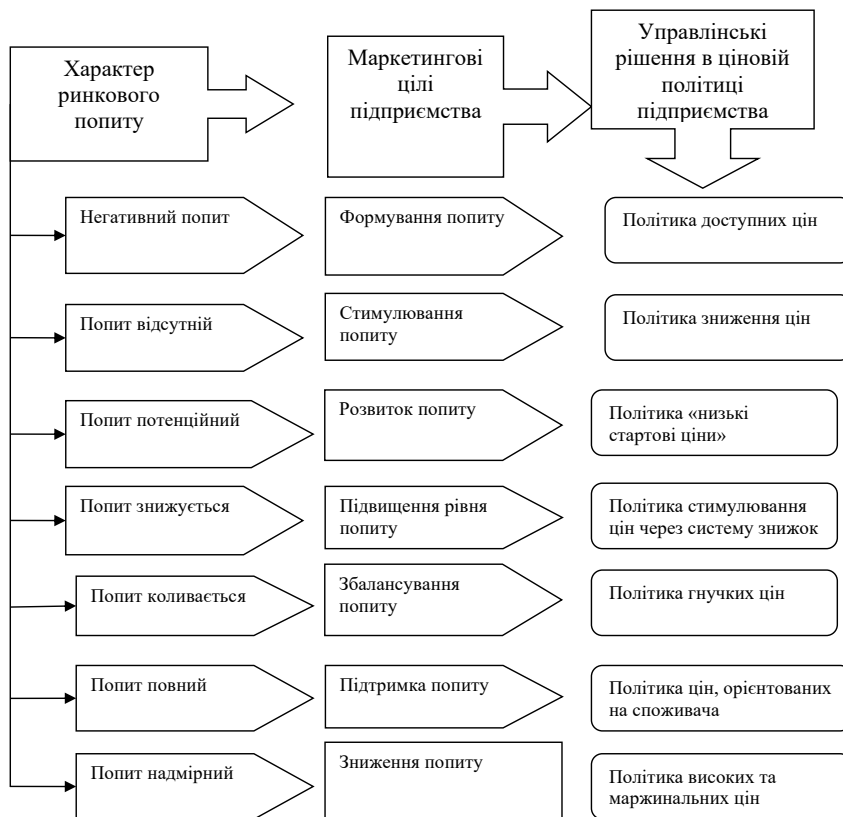 Характер
ринкового
попиту
Маркетингові
цілі
підприємства
Управлінські
рішення в ціновій
політиці
підприємства
Негативний попит
Формування попиту
Політика доступних цін
Попит відсутній
Стимулювання
попиту
Політика зниження цін
Попит потенційний
Розвиток попиту
Політика «низькі
стартові ціни»
Попит знижується
Підвищення рівня
попиту
Політика стимулювання
цін через систему знижок
Попит коливається
Збалансування
попиту
Політика гнучких цін
Попит повний
Підтримка попиту
Політика цін, орієнтованих
на споживача
Попит надмірний
Зниження попиту
Політика високих та
маржинальних цін